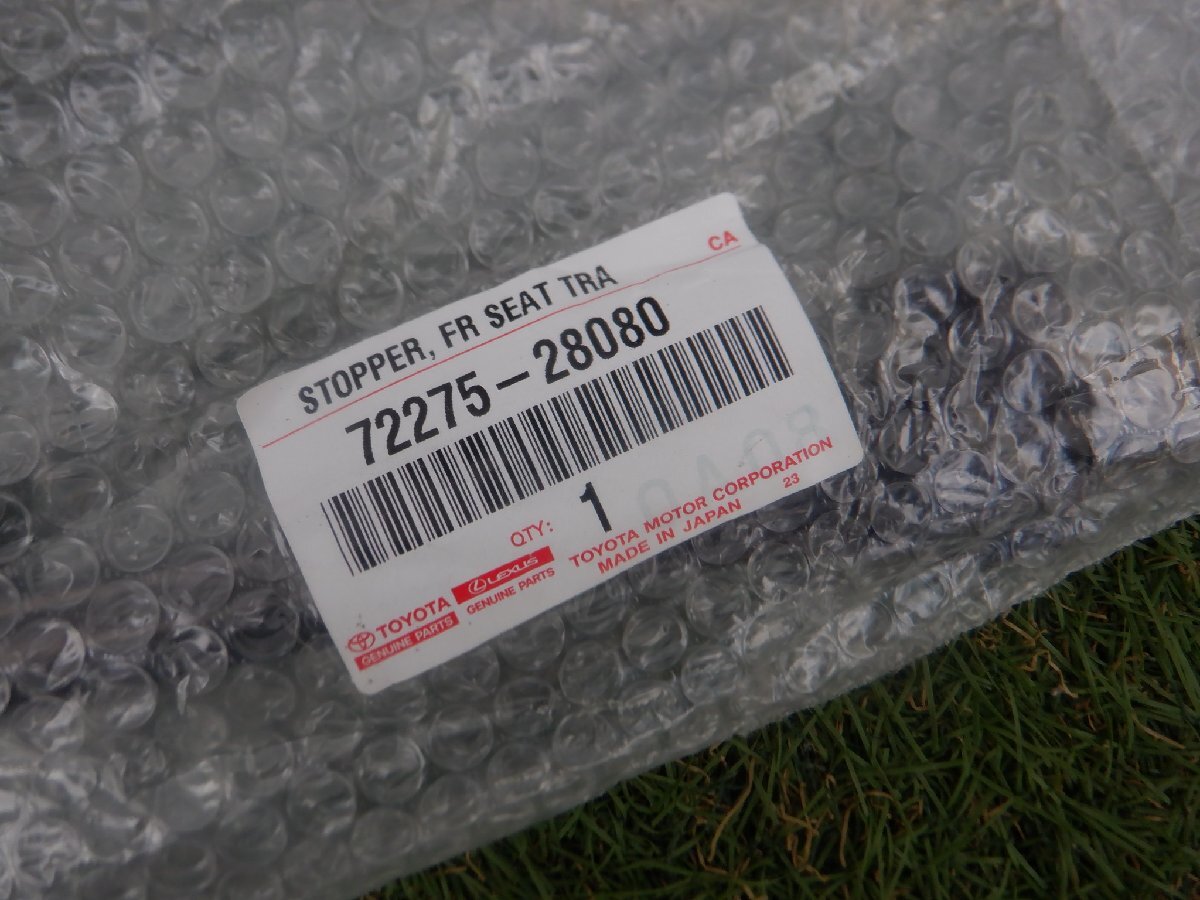 CA
STOPPER, FR SEAT TRA
72275-28080
QTY: 1
TOYOTA
GENUINE PARTS
LEXUS
GENUINE PARTS
TOYOTA MOTOR CORPORATION
MADE IN JAPAN 23